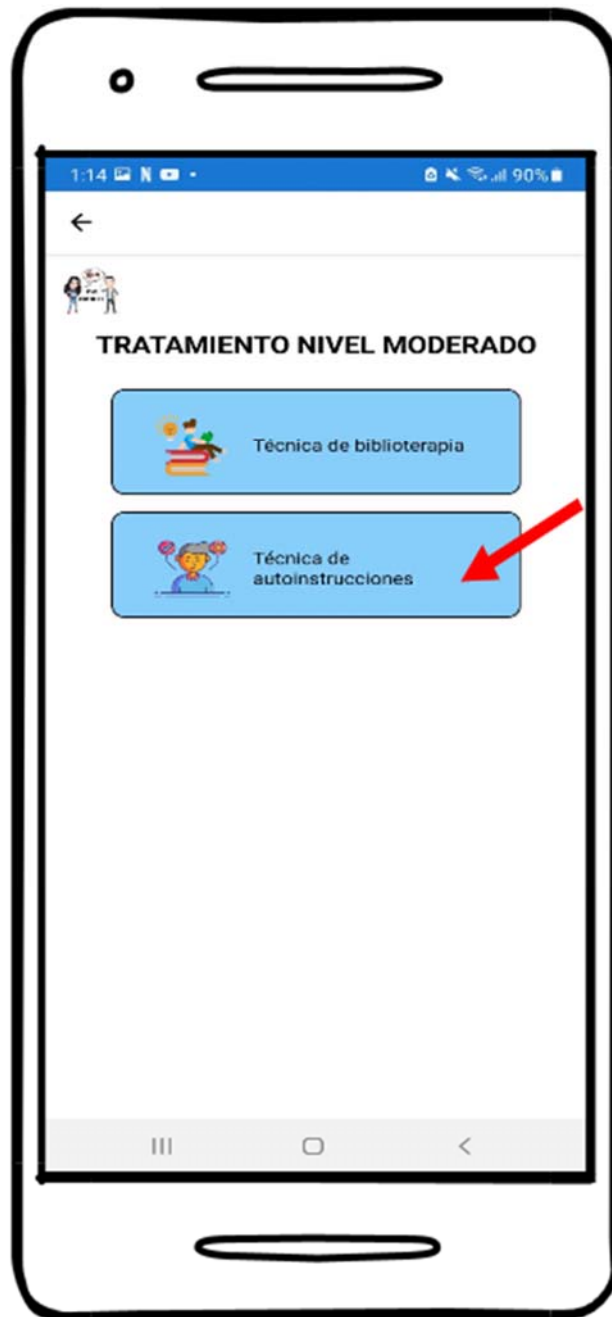 1:14 N 90%
TRATAMIENTO NIVEL MODERADO
Técnica de biblioterapia
Técnica de
autoinstrucciones